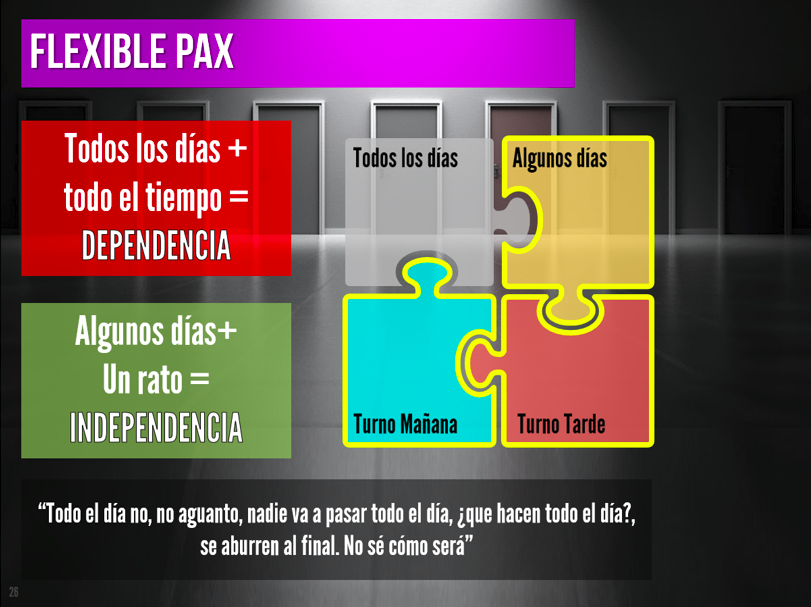 FLEXIBLE PAX
Todos los días +
todo el tiempo =
DEPENDENCIA
Algunos días+
Un rato =
INDEPENDENCIA
Todos los días
Algunos días
Turno Mañana
Turno Tarde
“Todo el día no, no aguanto, nadie va a pasar todo el día, ¿que hacen todo el día?,
se aburren al final. No sé cómo será”
26